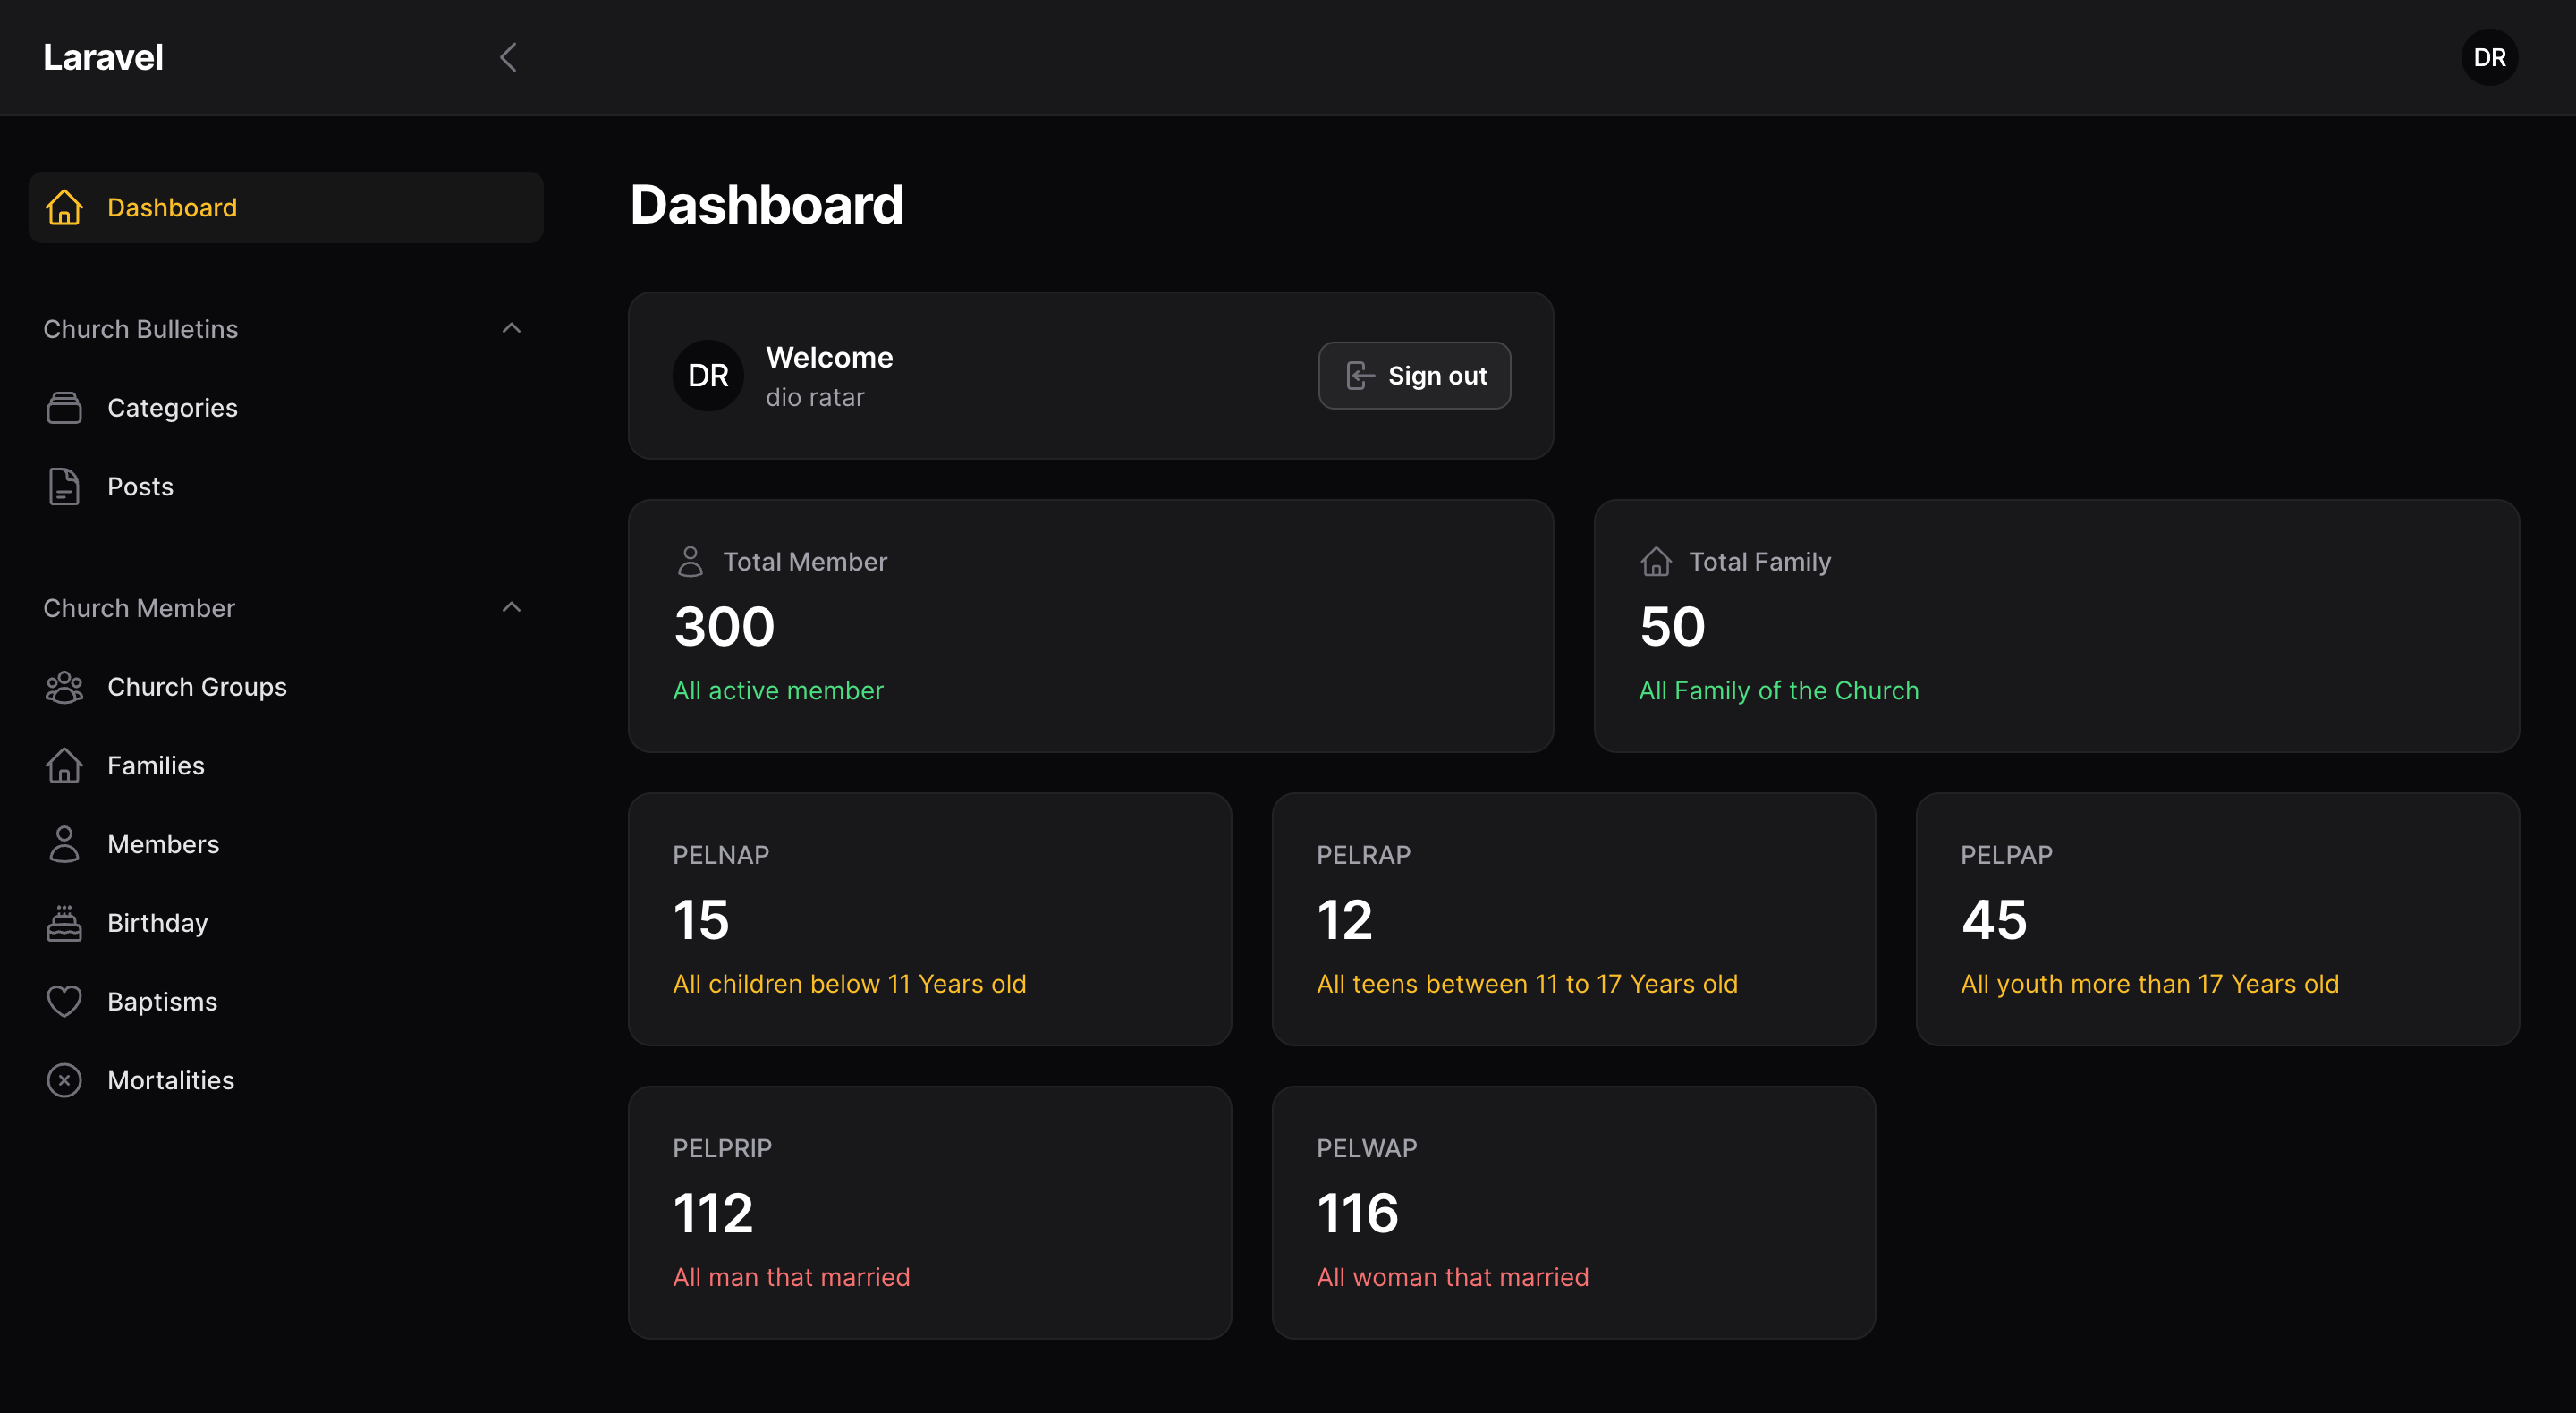 Laravel
DR
Dashboard
Church Bulletins
Categories
Posts
Church Member
Church Groups
Families
Members
Birthday
Baptisms
Mortalities
Dashboard
DR
Welcome
dio ratar
Sign out
Total Member
300
All active member
Total Family
50
All Family of the Church
PELNAP
15
All children below 11 Years old
PELRAP
12
All teens between 11 to 17 Years old
PELPAP
45
All youth more than 17 Years old
PELPRIP
112
All man that married
PELWAP
116
All woman that married